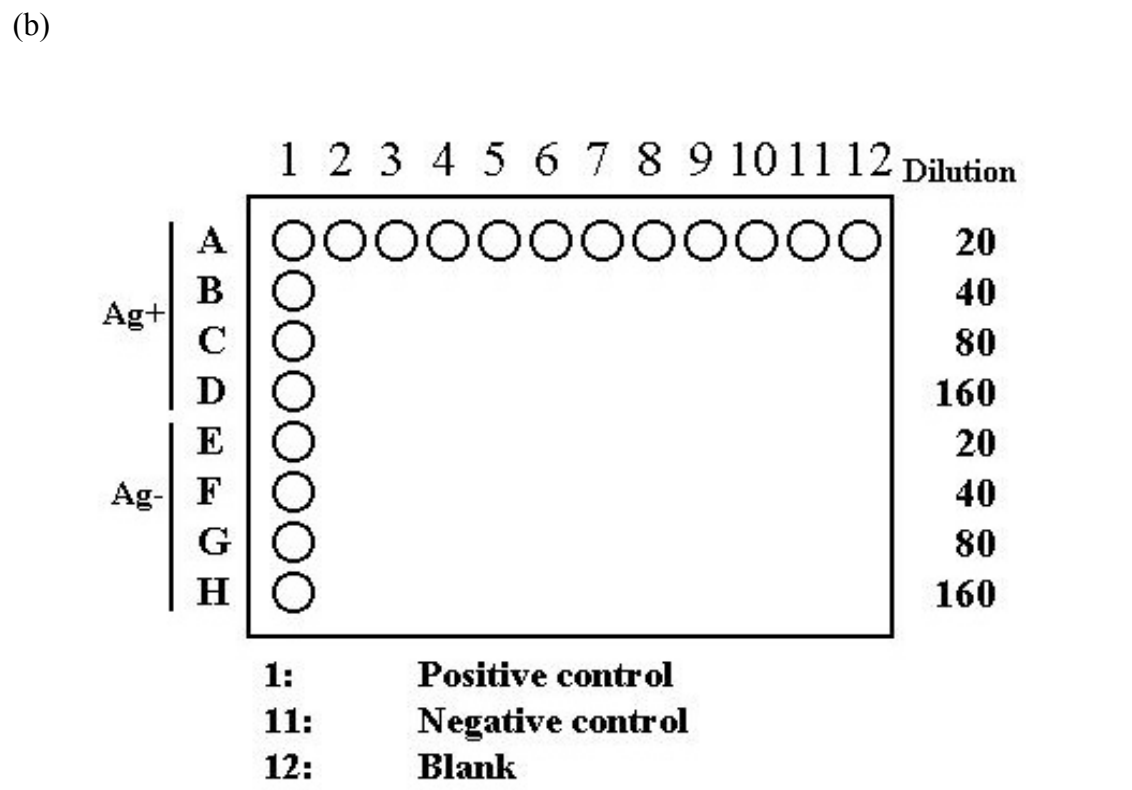 (b)
1 2 3 4 5 6 7 8 9 10 11 12 Dilution
A 20
B 40
Ag+
C 80
D 160
E 20
Ag- F 40
G 80
H 160
1: Positive control
11: Negative control
12: Blank